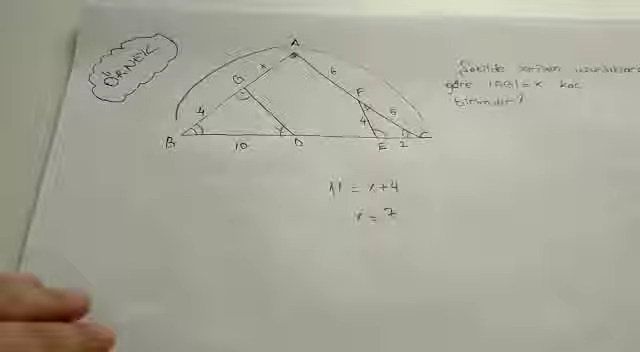 ÖRNEK
A
x
6
G
F
4
4
5
B
10
D
E
2
C
Şekilde verilen uzunluklara
göre |AG| = x kaç
birimdir?
11 = x+4
x = 7